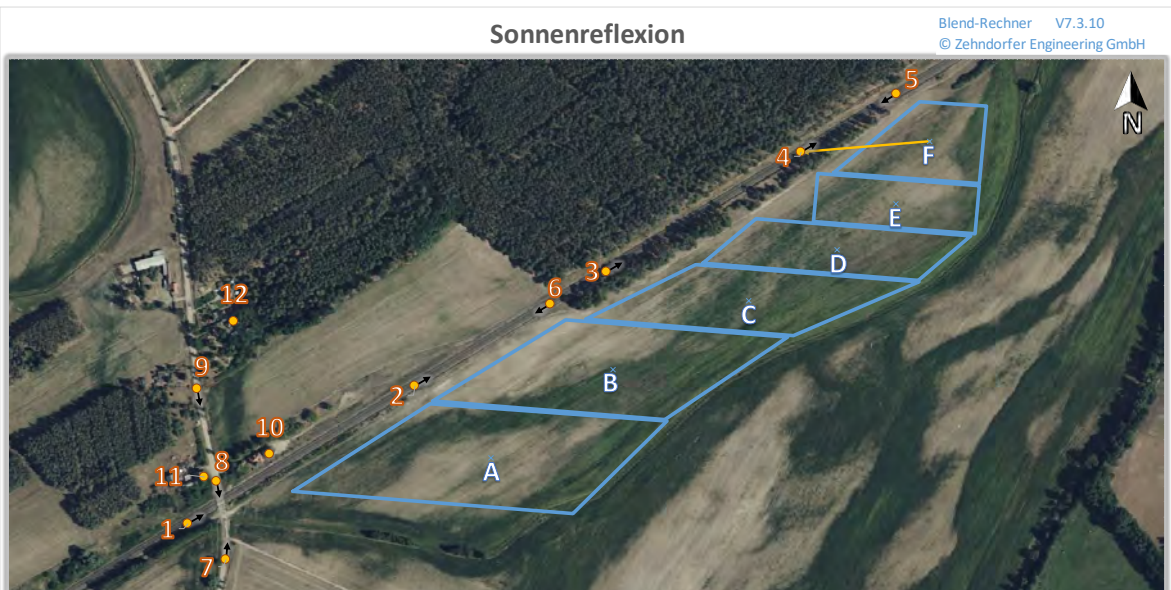 Sonnenreflexion
Blend-Rechner V7.3.10
© Zehndorfer Engineering GmbH
5
N
4
F
E
3
D
12
6
C
9
2
B
10
11
8
A
1
7